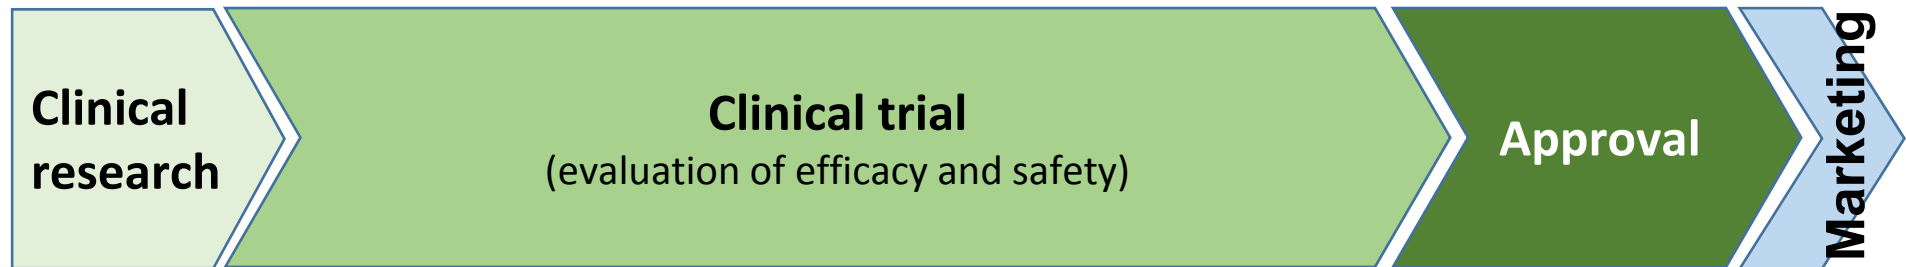 Clinical
research
Clinical trial
(evaluation of efficacy and safety)
Approval
Marketing